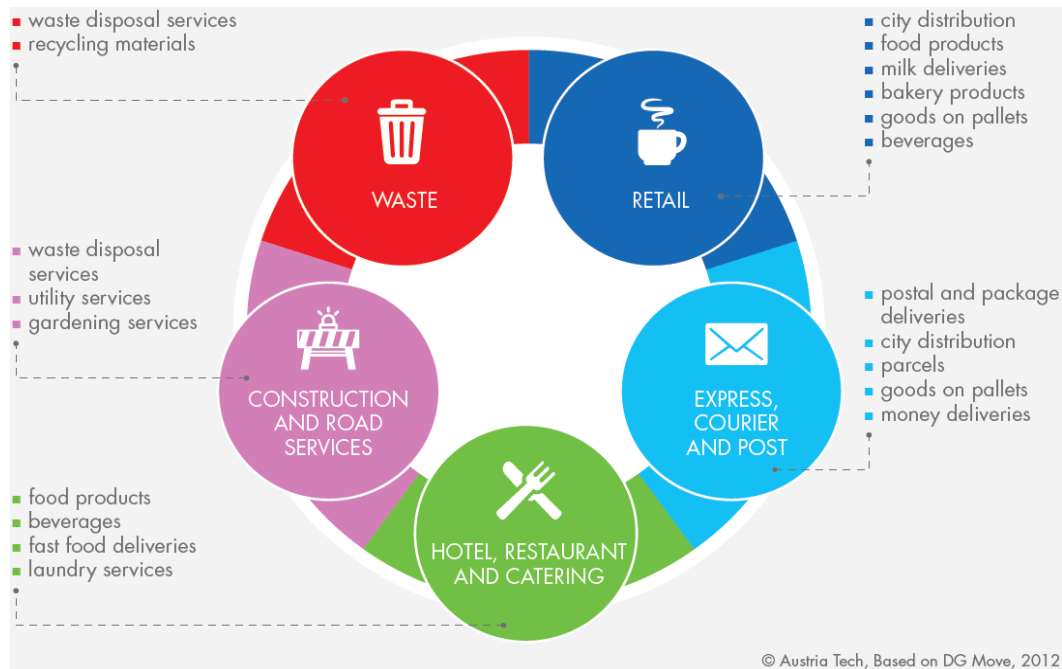 waste disposal services
recycling materials
WASTE
city distribution
food products
milk deliveries
bakery products
goods on pallets
beverages
RETAIL
waste disposal
services
utility services
gardening services
CONSTRUCTION
AND ROAD
SERVICES
postal and package
deliveries
city distribution
parcels
goods on pallets
money deliveries
EXPRESS,
COURIER
AND POST
food products
beverages
fast food deliveries
laundry services
HOTEL, RESTAURANT
AND CATERING
© Austria Tech, Based on DG Move, 2012